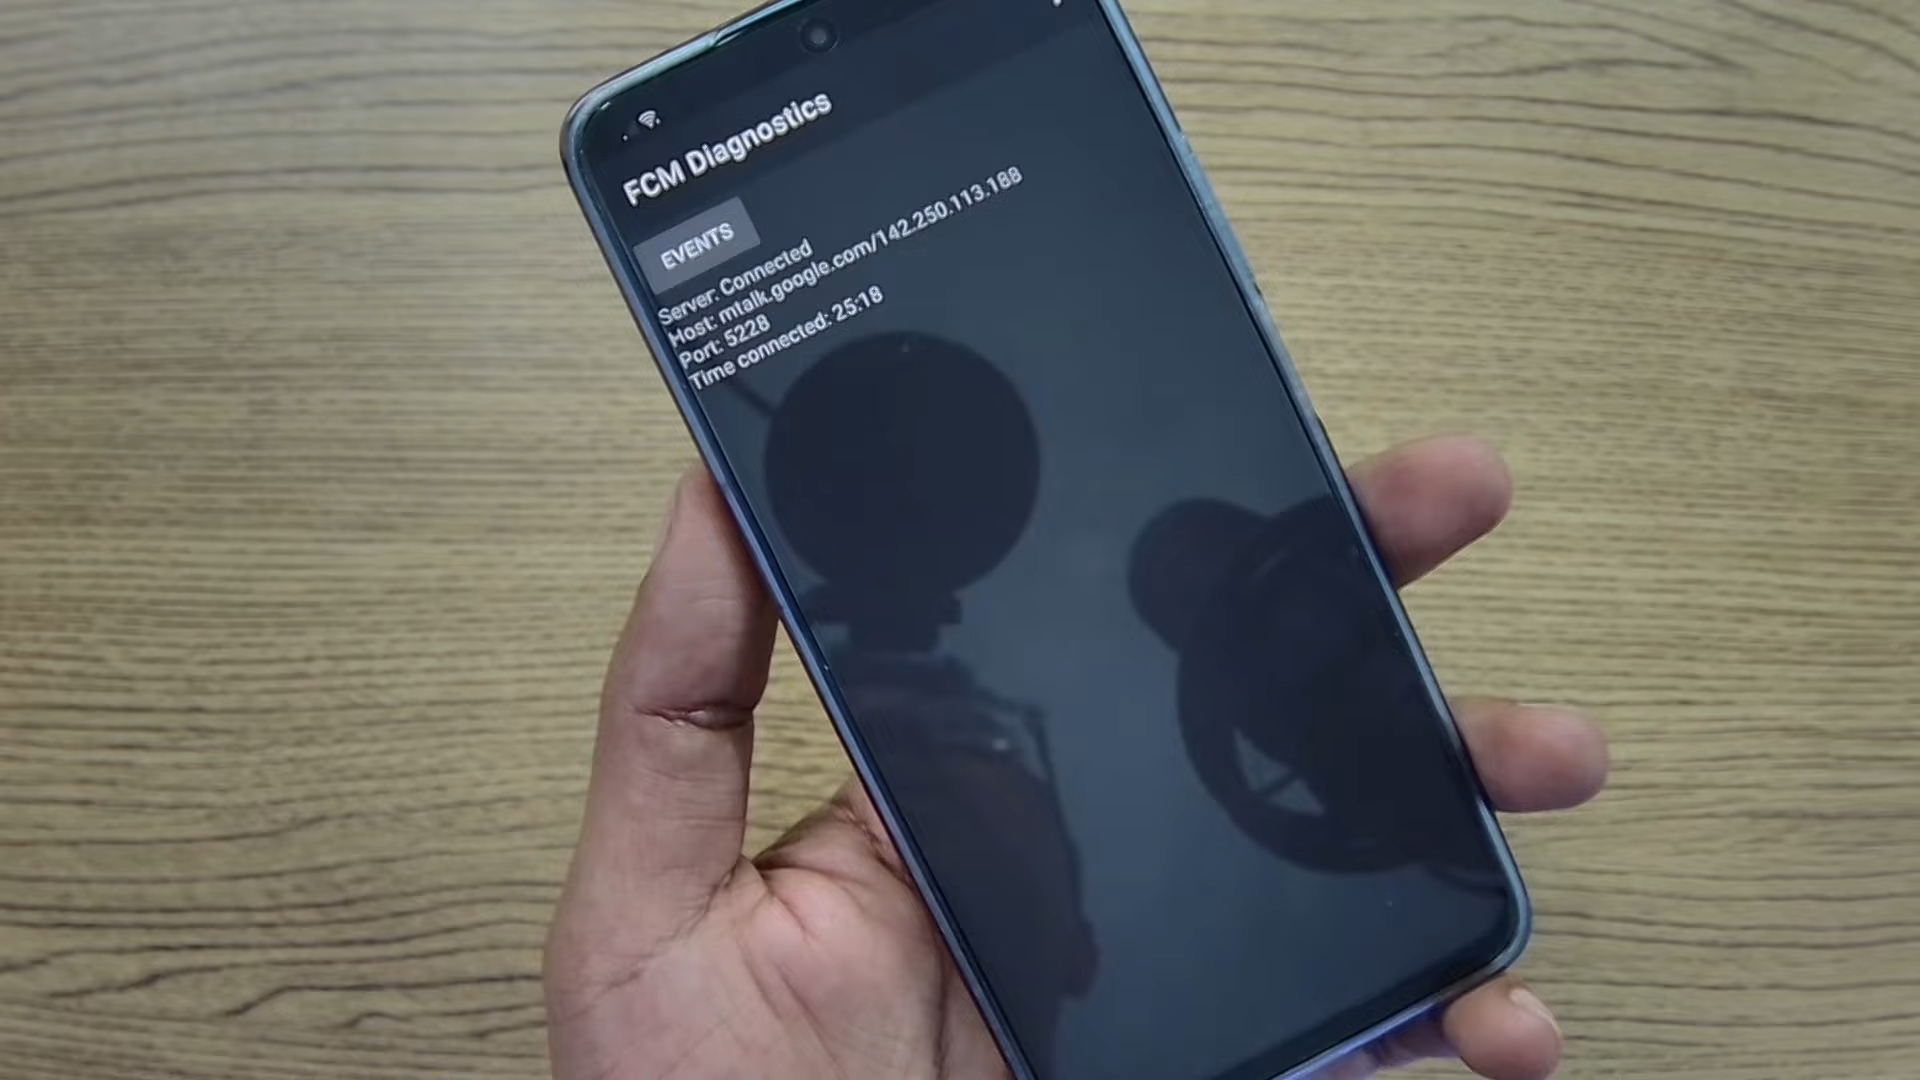 FCM Diagnostics
EVENTS
Server: Connected
Host: mtalk.google.com/142.250.113.188
Port: 5228
Time connected: 25:18